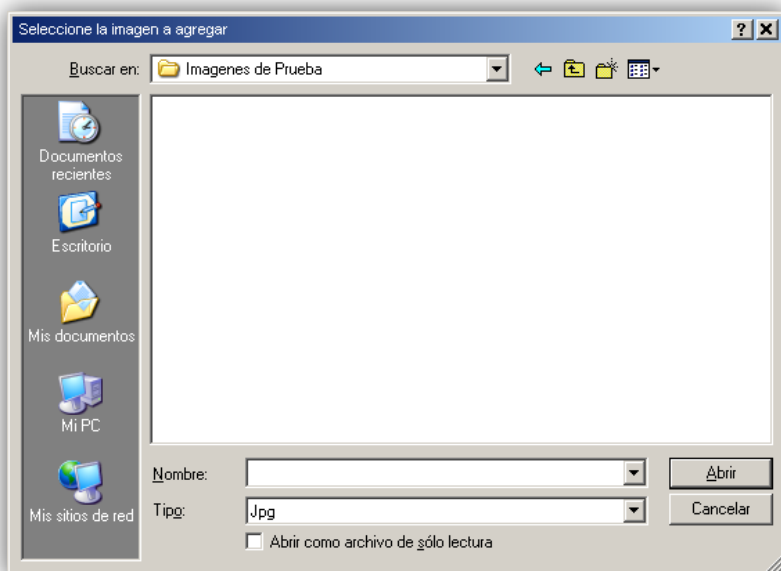 Seleccione la imagen a agregar
Buscar en:
Imagenes de Prueba
Documentos
recientes
Escritorio
Mis documentos
Mi PC
Mis sitios de red
Nombre:
Abrir
Tipo:
Jpg
Cancelar
Abrir como archivo de sólo lectura